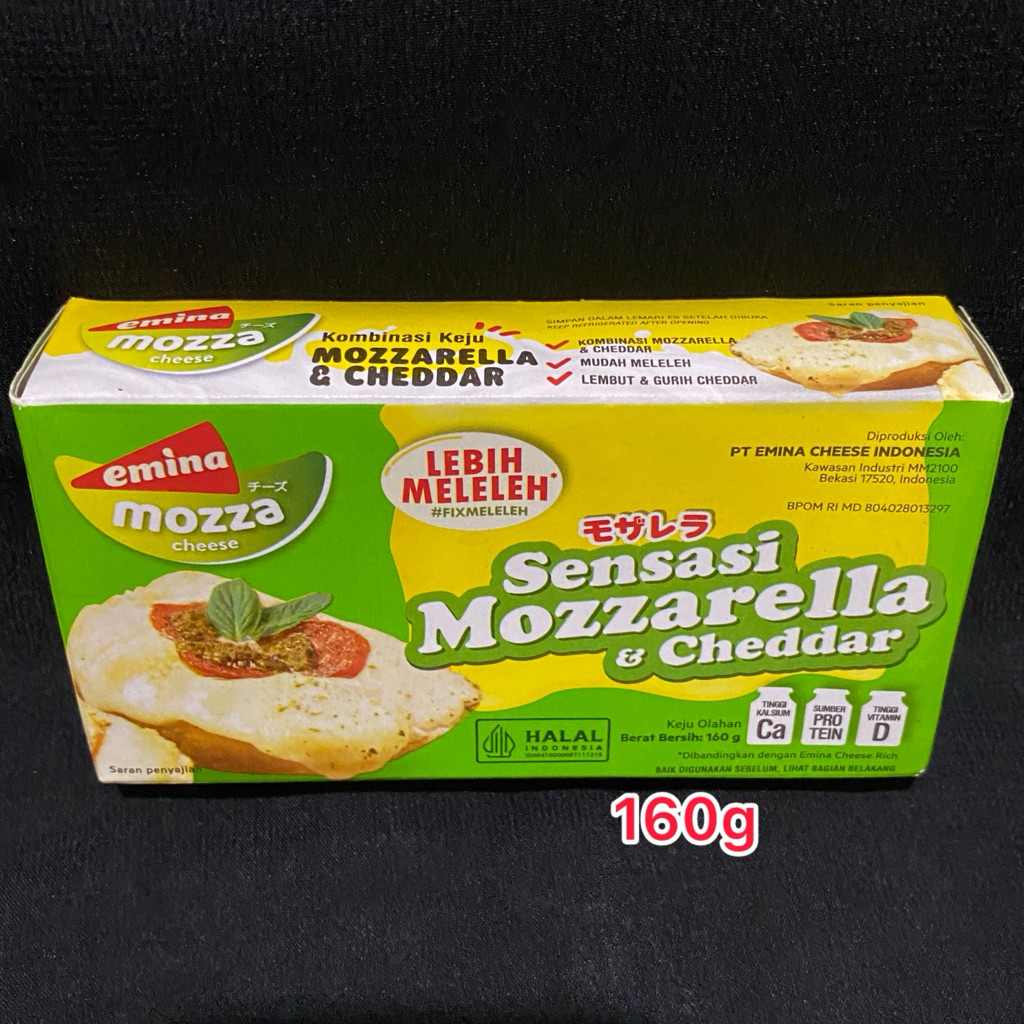 emina
チーズ
mozza
cheese
Kombinasi Keju
MOZZARELLA
& CHEDDAR
SIMPAN DALAM LEMARI ES SETELAH DIBUKA
KEEP REFRIGERATED AFTER OPENING
KOMBINASI MOZZARELLA
& CHEDDAR
MUDAH MELELEH
LEMBUT & GURIH CHEDDAR
Saran penyajian
emina
チーズ
mozza
cheese
LEBIH
MELELEH*
#FIXMELELEH
Diproduksi Oleh:
PT EMINA CHEESE INDONESIA
Kawasan Industri MM2100
Bekasi 17520, Indonesia
BPOM RI MD 804028013297
モザレラ
Sensasi
Mozzarella
& Cheddar
HALAL
INDONESIA
Keju Olahan
Berat Bersih: 160 g
TINGGI
KALSIUM
Ca
SUMBER
PRO
TEIN
TINGGI
VITAMIN
D
*Dibandingkan dengan Emina Cheese Rich
BAIK DIGUNAKAN SEBELUM, LIHAT BAGIAN BELAKANG
Saran penyajian
160g